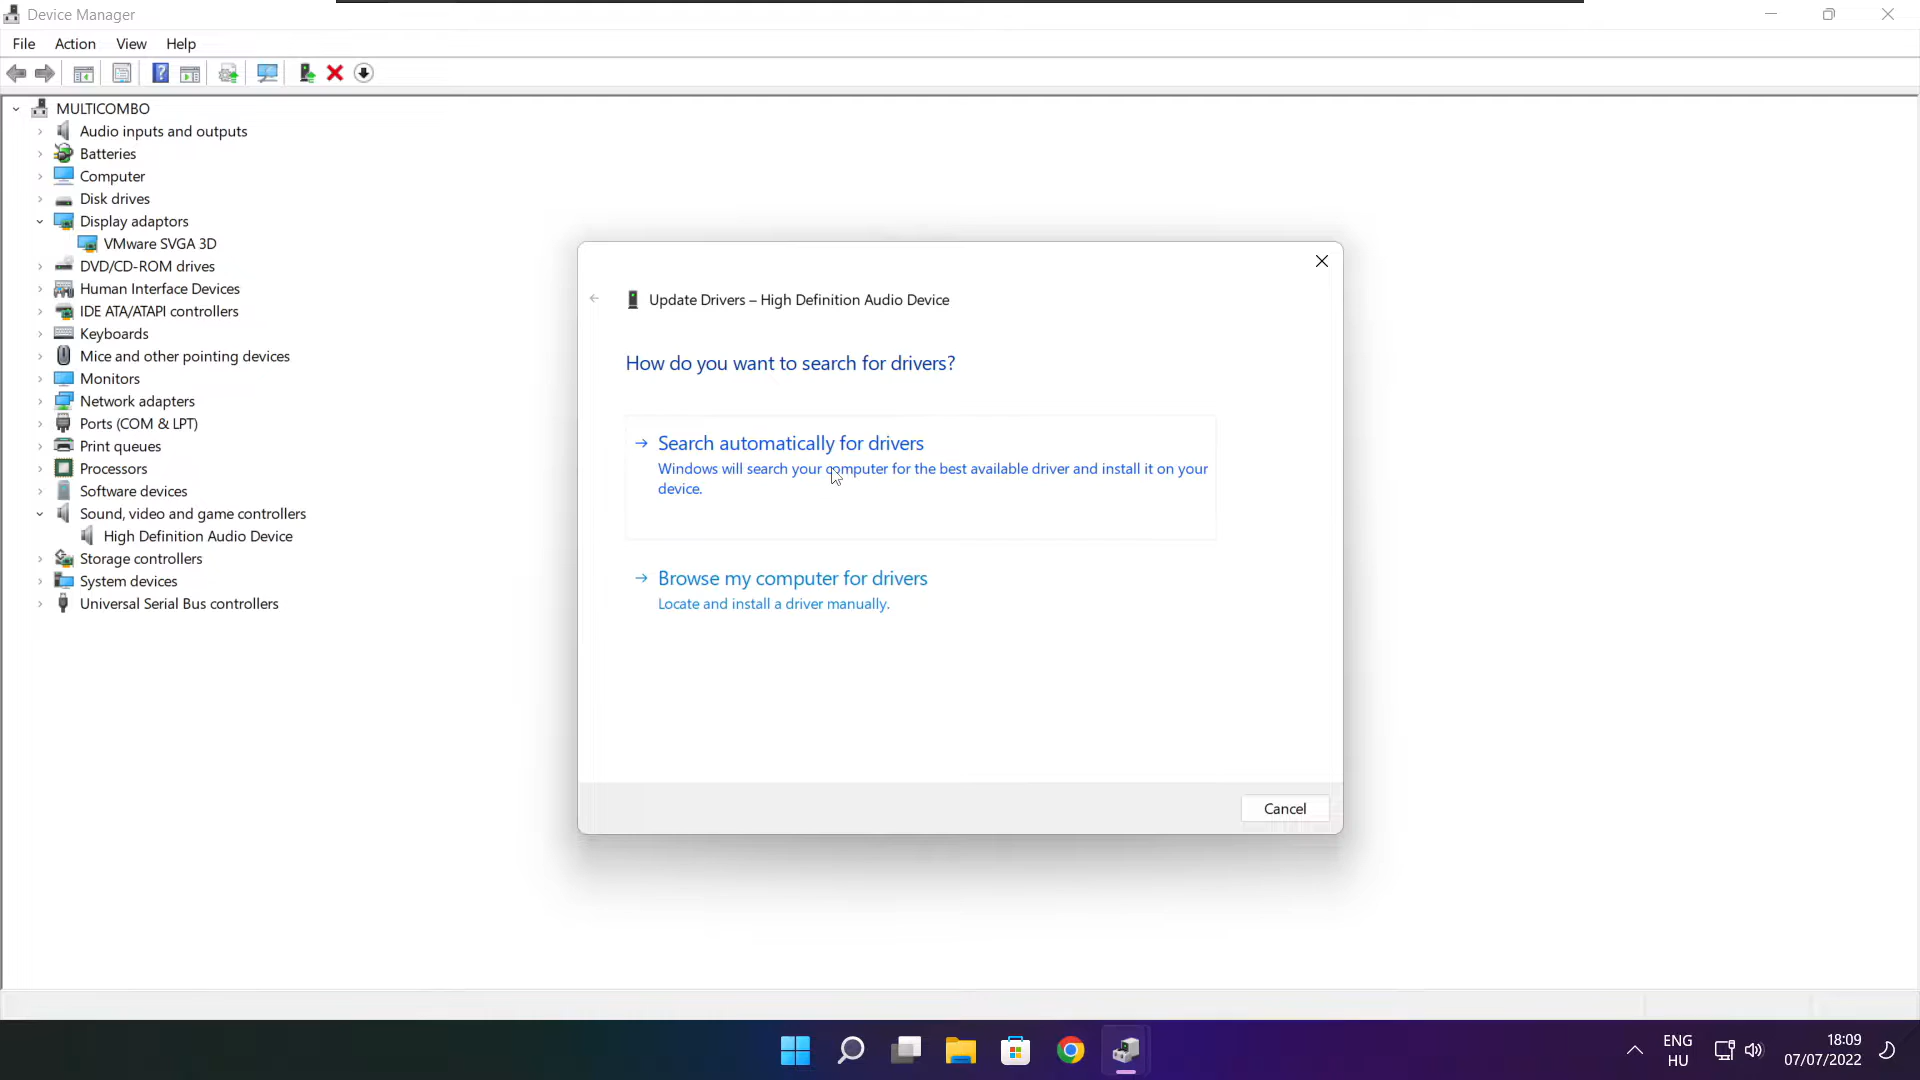 Device Manager
File Action View Help
MULTICOMBO
Audio inputs and outputs
Batteries
Computer
Disk drives
Display adaptors
VMware SVGA 3D
DVD/CD-ROM drives
Human Interface Devices
IDE ATA/ATAPI controllers
Keyboards
Mice and other pointing devices
Monitors
Network adapters
Ports (COM & LPT)
Print queues
Processors
Software devices
Sound, video and game controllers
High Definition Audio Device
Storage controllers
System devices
Universal Serial Bus controllers
Update Drivers – High Definition Audio Device
How do you want to search for drivers?
Search automatically for drivers
Windows will search your computer for the best available driver and install it on your
device.
Browse my computer for drivers
Locate and install a driver manually.
Cancel
ENG
HU
18:09
07/07/2022